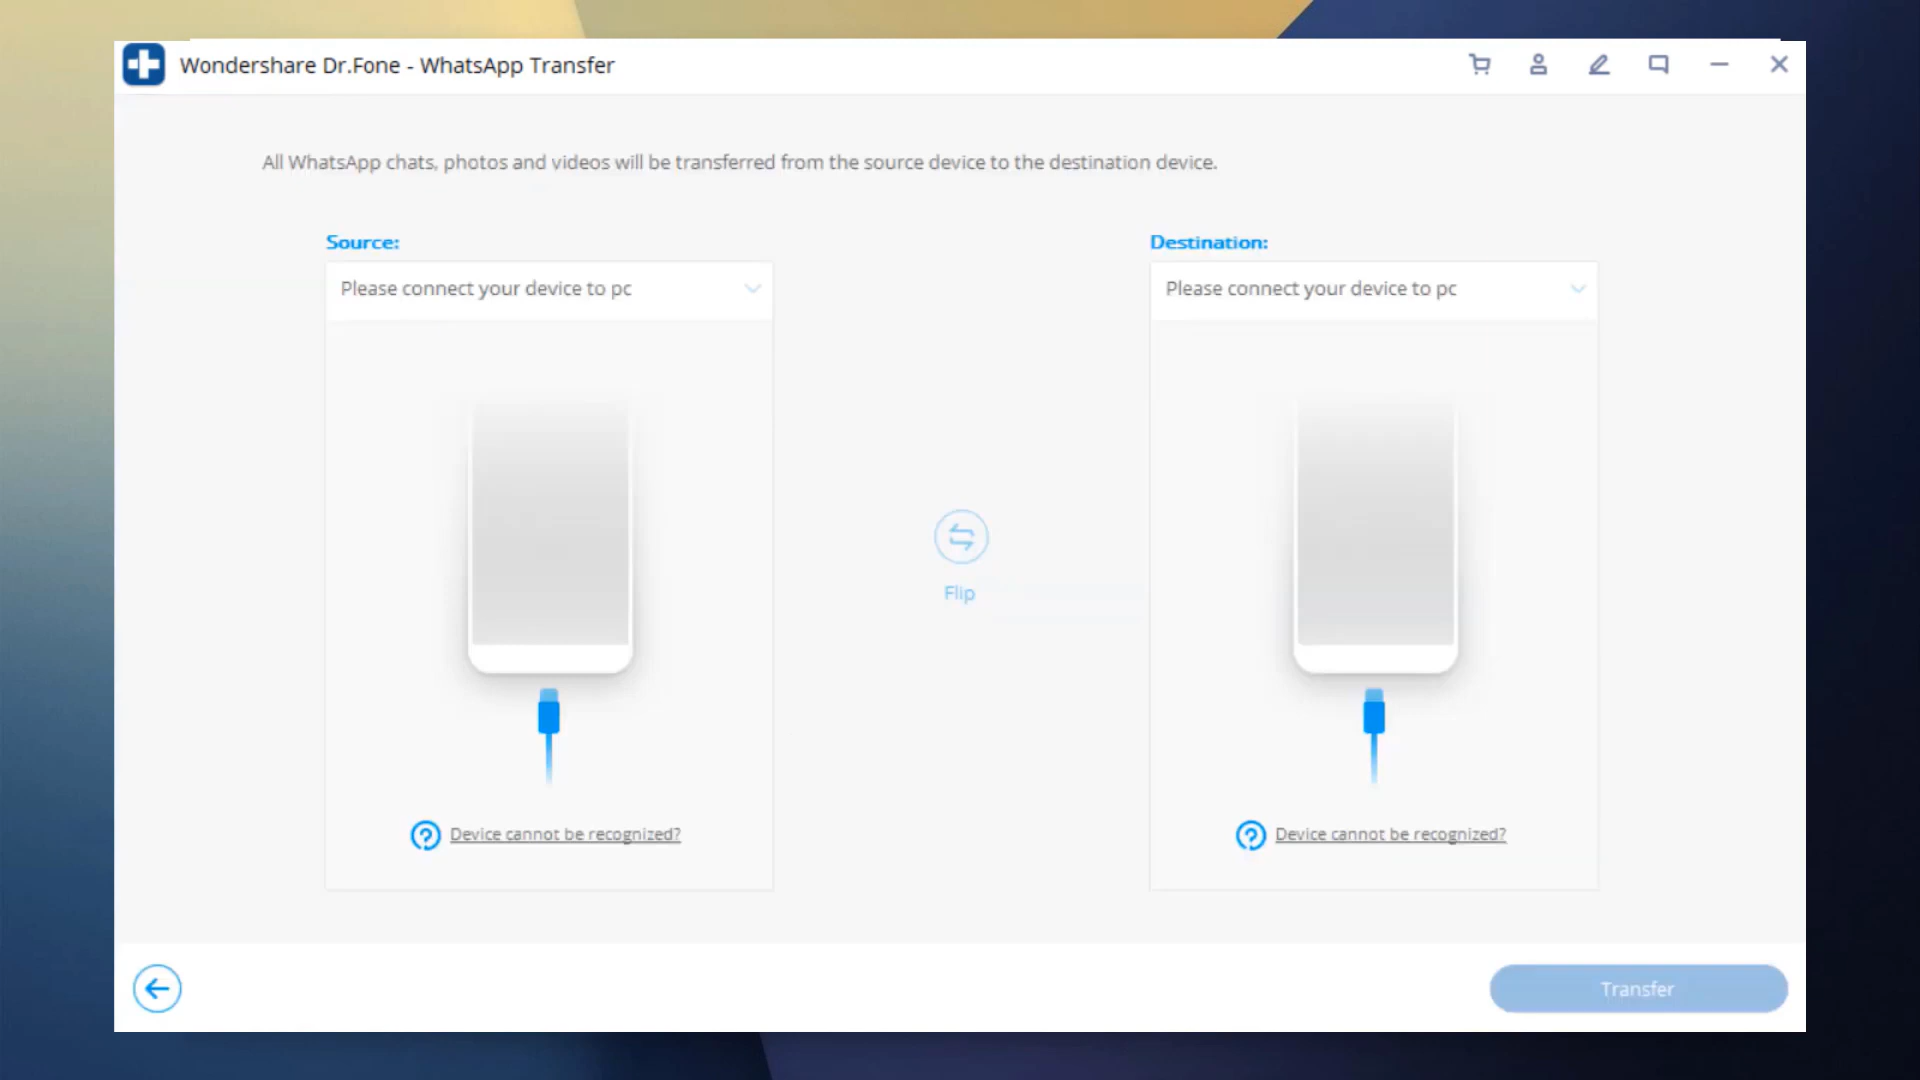 Wondershare Dr.Fone - WhatsApp Transfer
All WhatsApp chats, photos and videos will be transferred from the source device to the destination device.
Source:
Please connect your device to pc
Device cannot be recognized?
Flip
Destination:
Please connect your device to pc
Device cannot be recognized?
Transfer